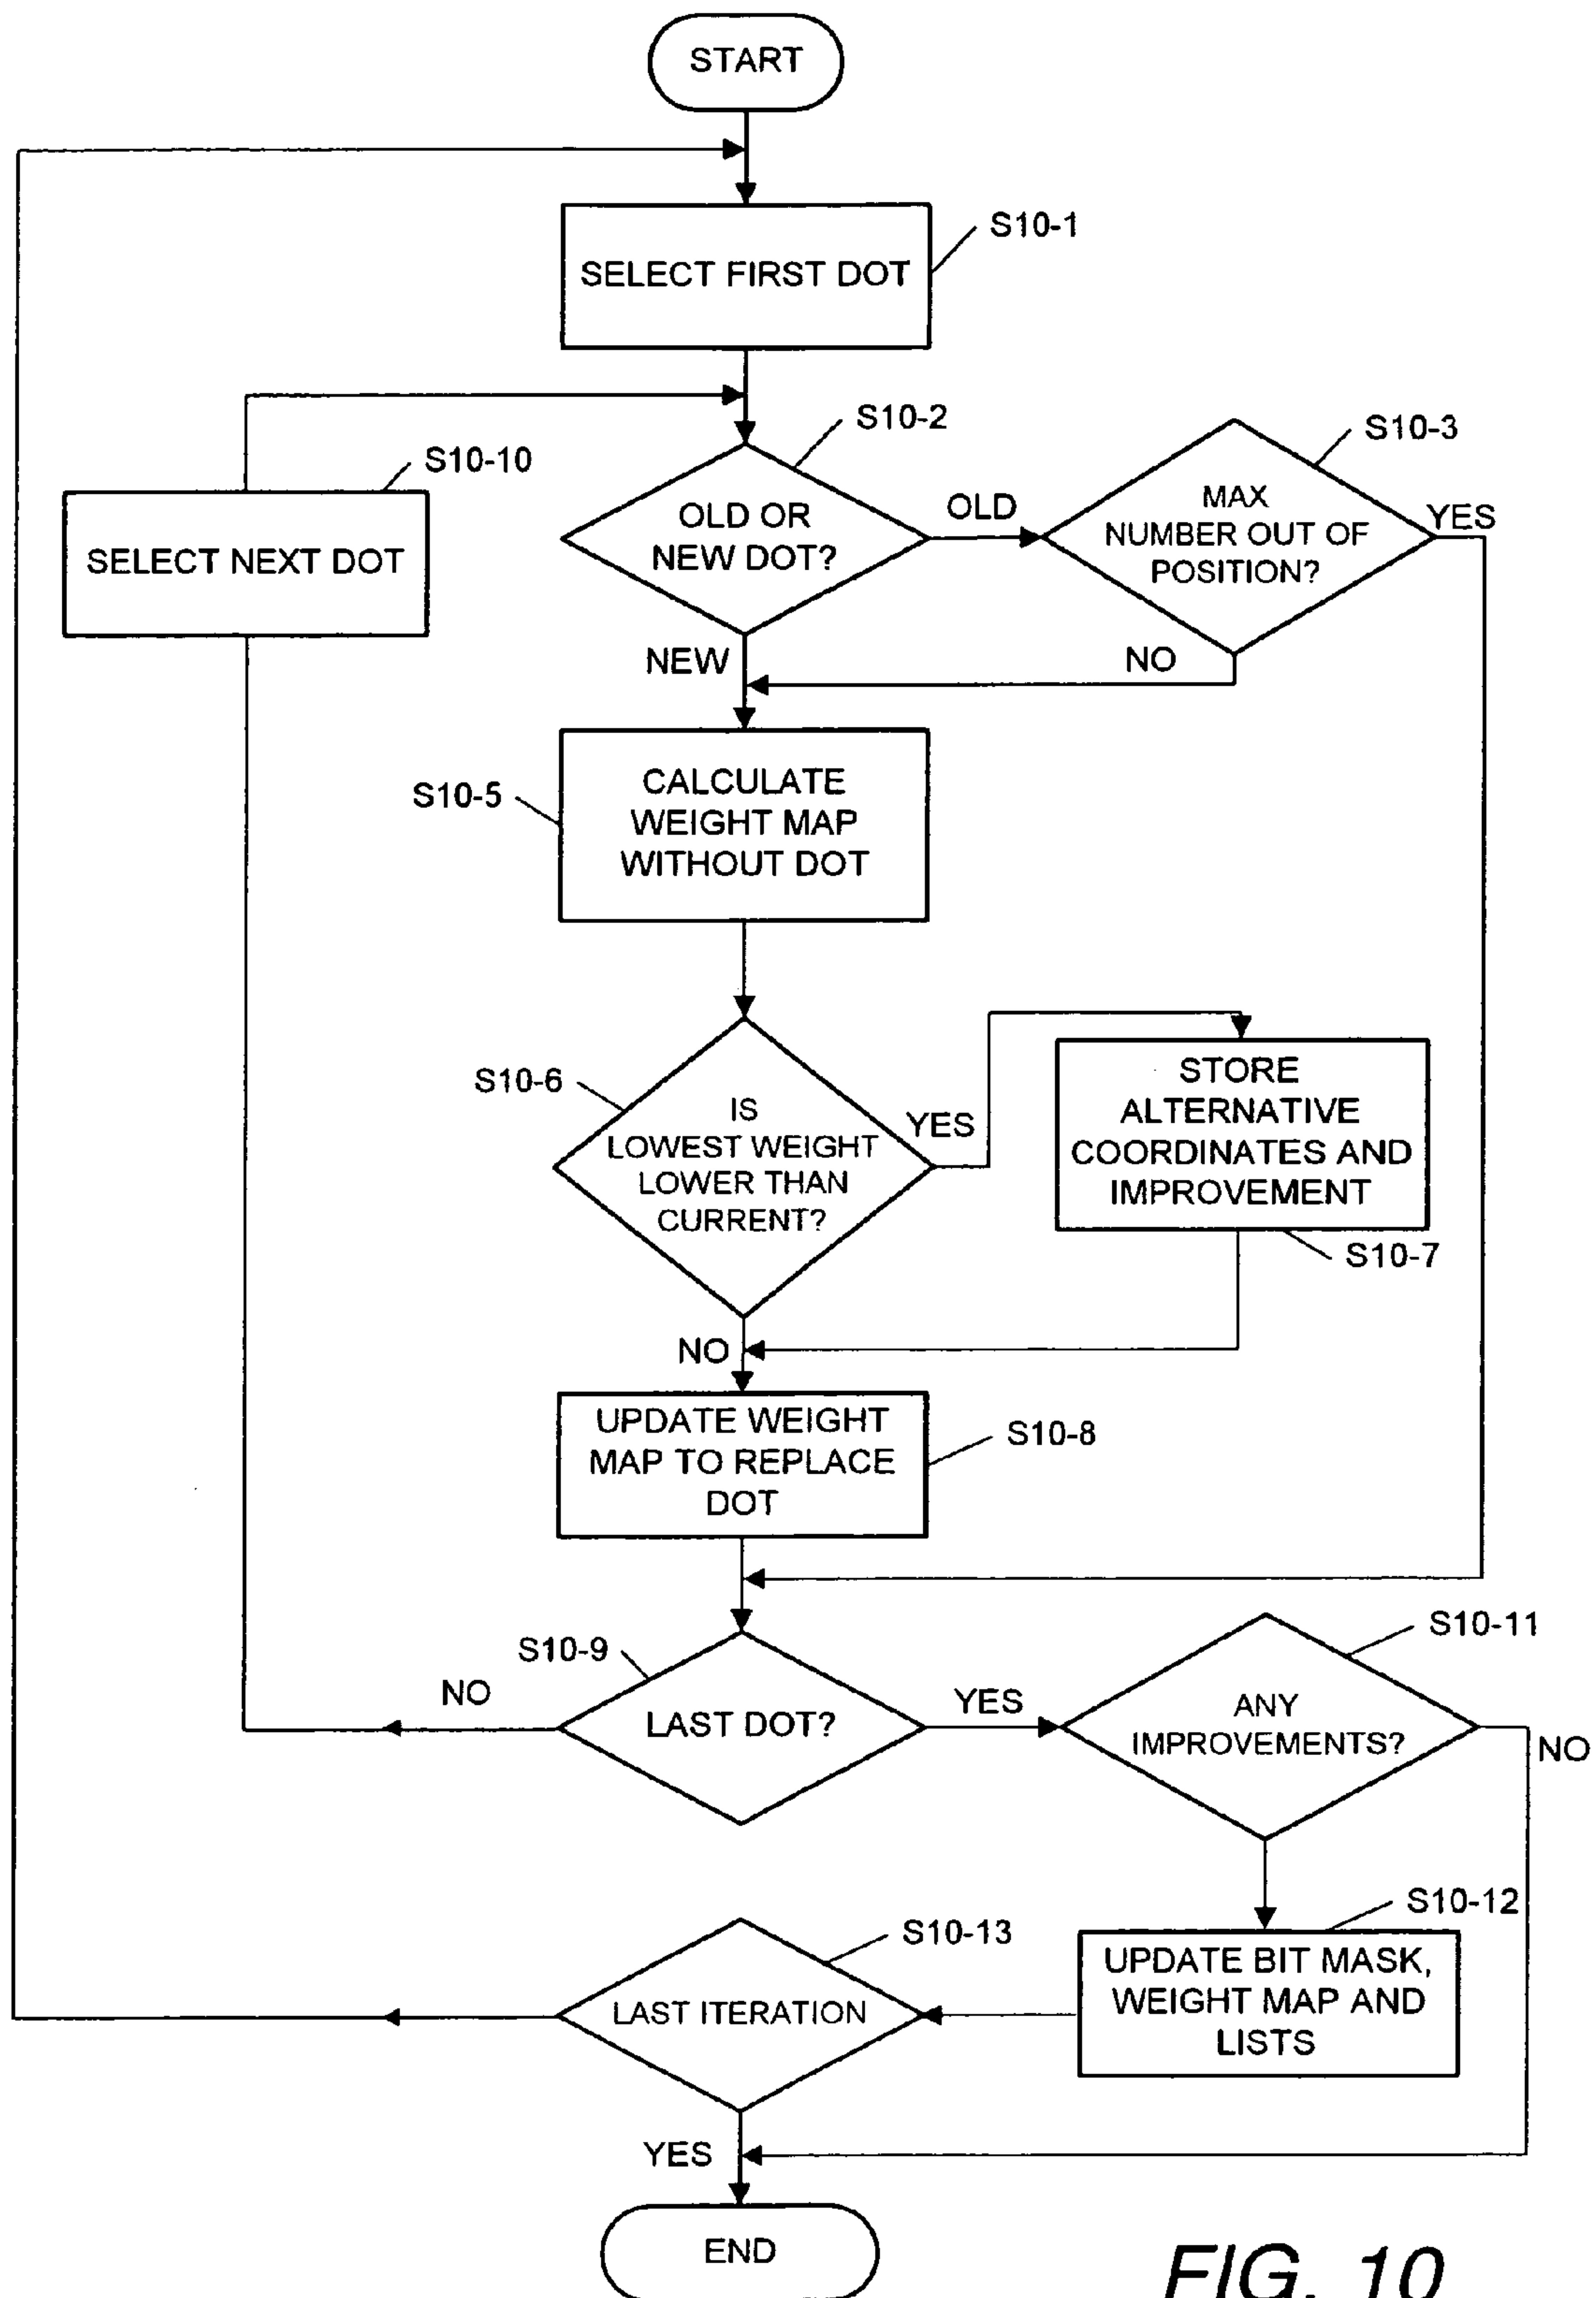 START
S10-1
SELECT FIRST DOT
S10-2
S10-3
S10-10
SELECT NEXT DOT
OLD OR
NEW DOT?
OLD
MAX
NUMBER OUT OF
POSITION?
YES
NEW
NO
S10-5
CALCULATE
WEIGHT MAP
WITHOUT DOT
S10-6
IS
LOWEST WEIGHT
LOWER THAN
CURRENT?
YES
STORE
ALTERNATIVE
COORDINATES AND
IMPROVEMENT
S10-7
NO
UPDATE WEIGHT
MAP TO REPLACE
DOT
S10-8
S10-9
LAST DOT?
NO
YES
S10-11
ANY
IMPROVEMENTS?
NO
S10-12
UPDATE BIT MASK,
WEIGHT MAP AND
LISTS
S10-13
LAST ITERATION
YES
END
FIG. 10